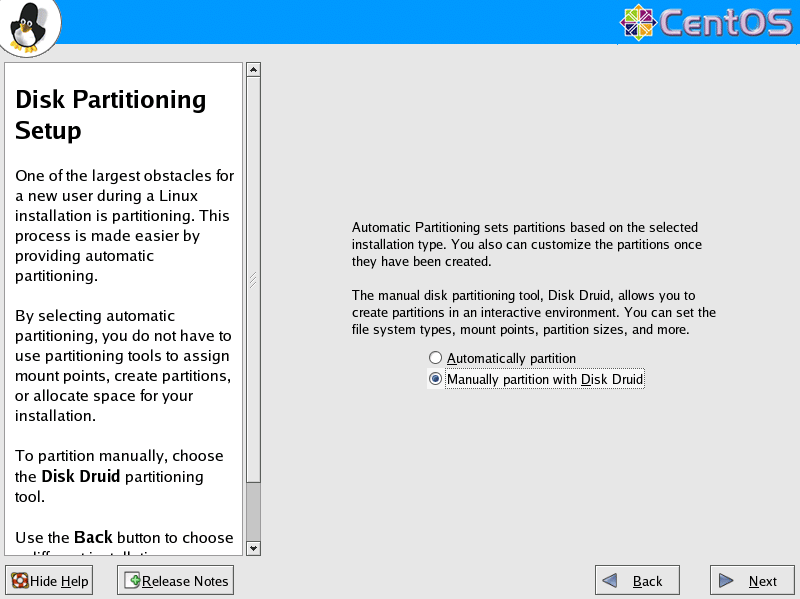 CentOS
Disk Partitioning
Setup
One of the largest obstacles for
a new user during a Linux
installation is partitioning. This
process is made easier by
providing automatic
partitioning.
By selecting automatic
partitioning, you do not have to
use partitioning tools to assign
mount points, create partitions,
or allocate space for your
installation.
To partition manually, choose
the Disk Druid partitioning
tool.
Use the Back button to choose
Automatic Partitioning sets partitions based on the selected
installation type. You also can customize the partitions once
they have been created.
The manual disk partitioning tool, Disk Druid, allows you to
create partitions in an interactive environment. You can set the
file system types, mount points, partition sizes, and more.
Automatically partition
Manually partition with Disk Druid
Hide Help
Release Notes
Back
Next